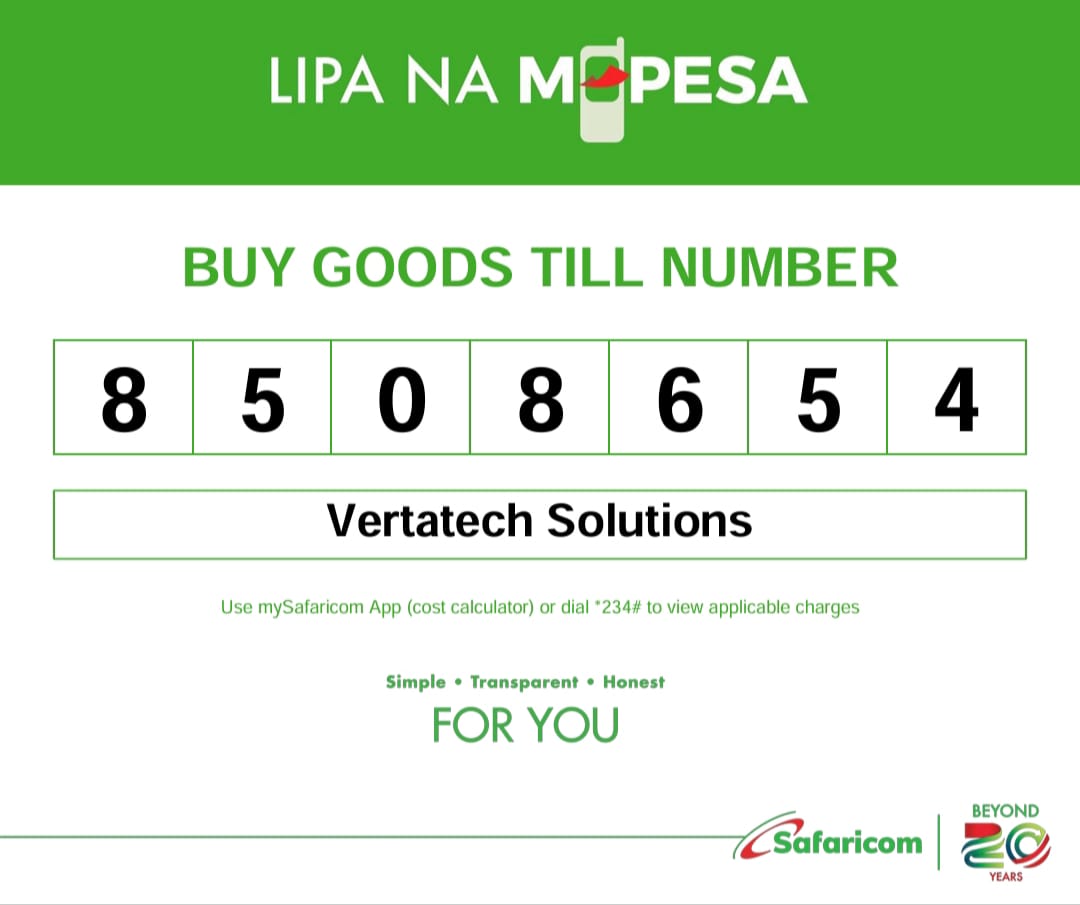 LIPA NA M-PESA
BUY GOODS TILL NUMBER
8 5 0 8 6 5 4
Vertatech Solutions
Use mySafaricom App (cost calculator) or dial *234# to view applicable charges
Simple • Transparent • Honest
FOR YOU
Safaricom
BEYOND
20
YEARS